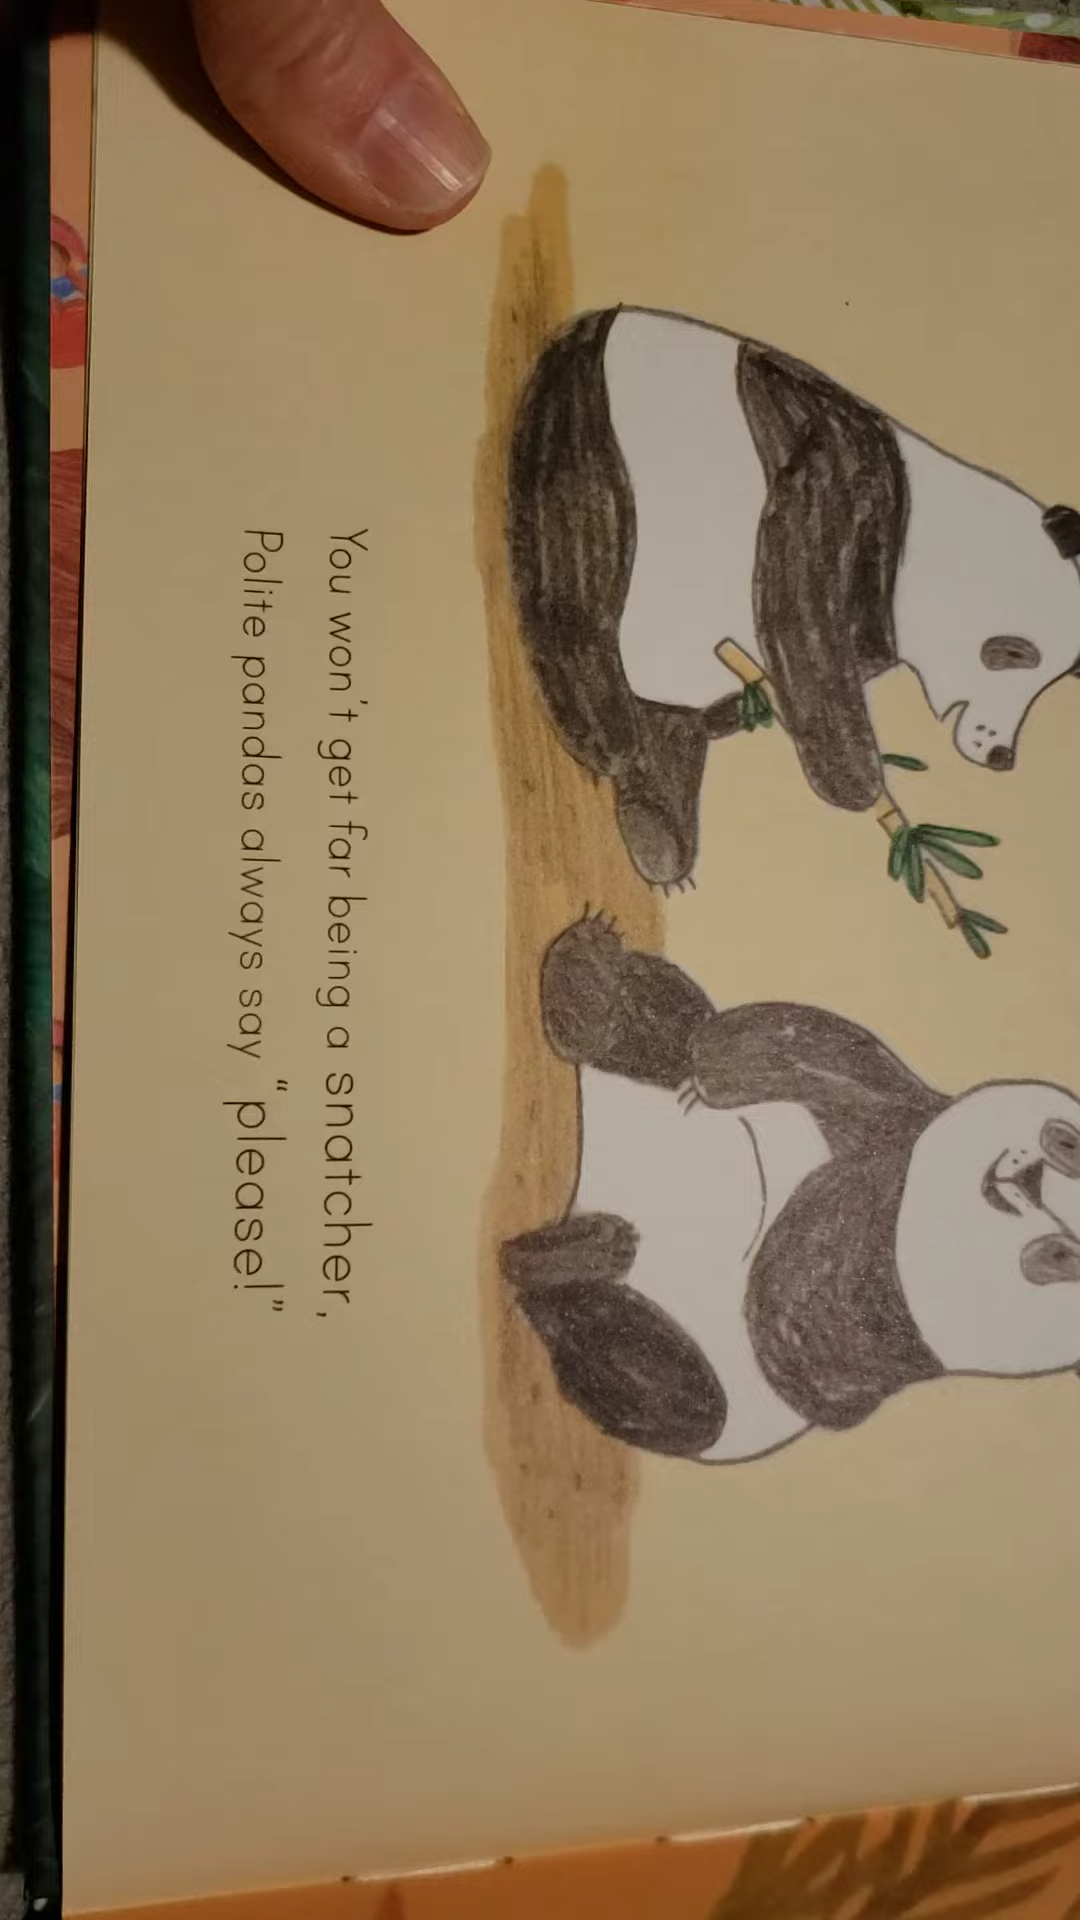 You won't get far being a snatcher,
Polite pandas always say “please!”